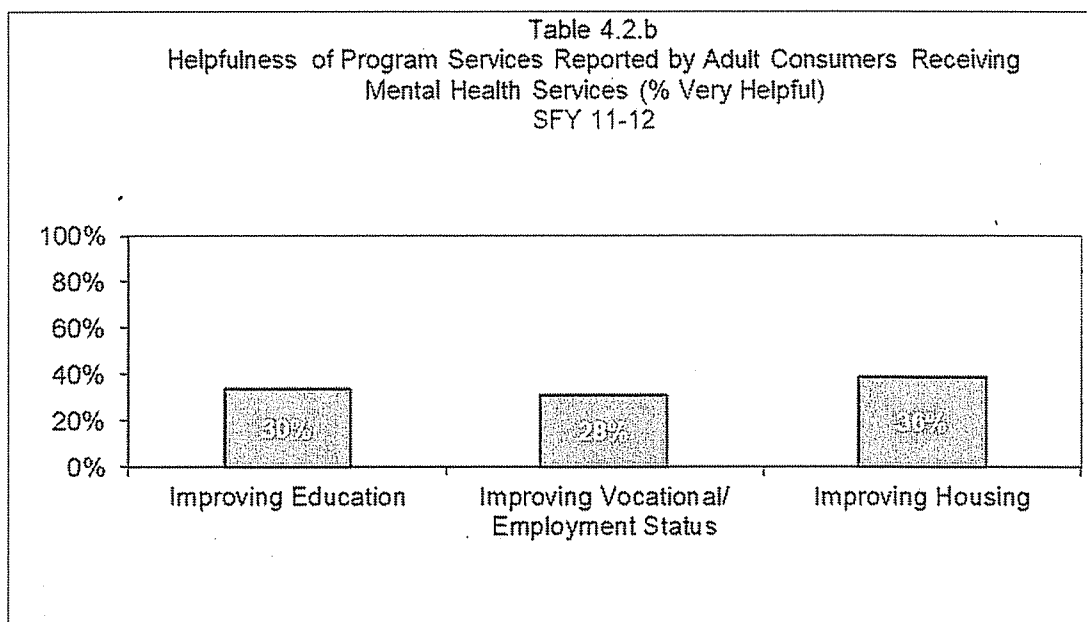 Table 4.2.b
Helpfulness of Program Services Reported by Adult Consumers Receiving
Mental Health Services (% Very Helpful)
SFY 11-12
100%
80%
60%
40%
20%
0%
30%
28%
36%
Improving Education
Improving Vocational/
Employment Status
Improving Housing